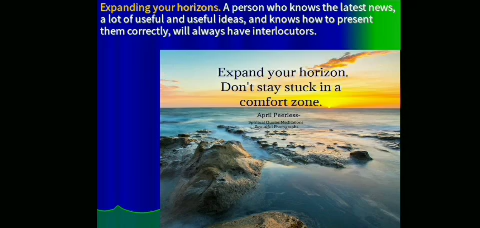 Expanding your horizons. A person who knows the latest news,
a lot of useful and useful ideas, and knows how to present
them correctly, will always have interlocutors.
Expand your horizon.
Don't stay stuck in a
comfort zone.
April Peerless-